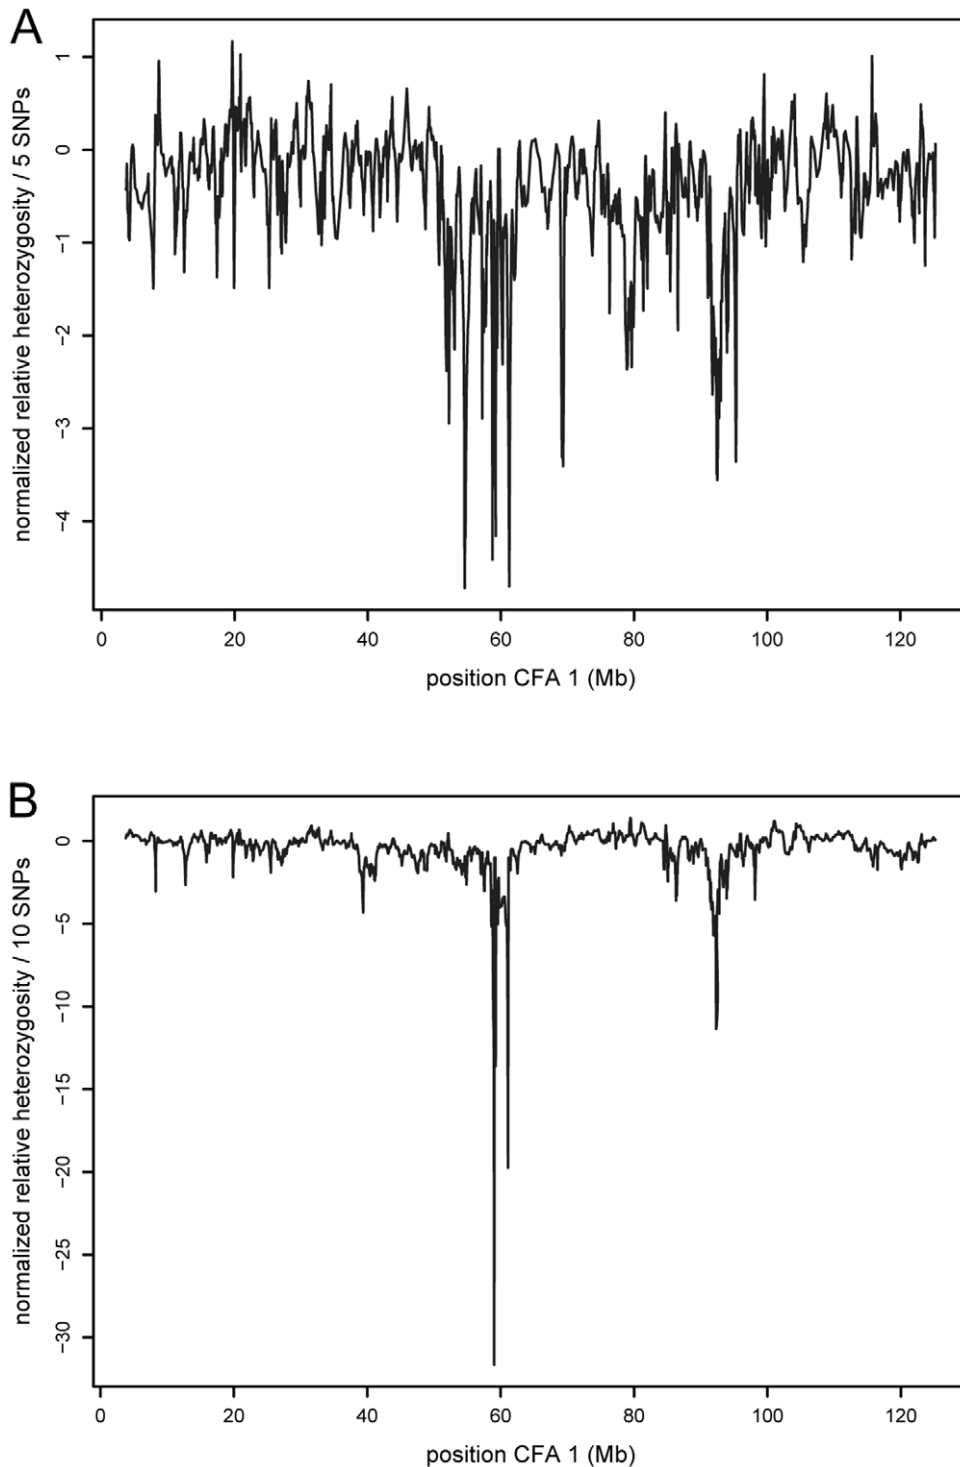 A
normalized relative heterozygosity / 5 SNPs
1
0
−1
−2
−3
−4
0 20 40 60 80 100 120
position CFA 1 (Mb)
B
normalized relative heterozygosity / 10 SNPs
0
−5
−10
−15
−20
−25
−30
0 20 40 60 80 100 120
position CFA 1 (Mb)